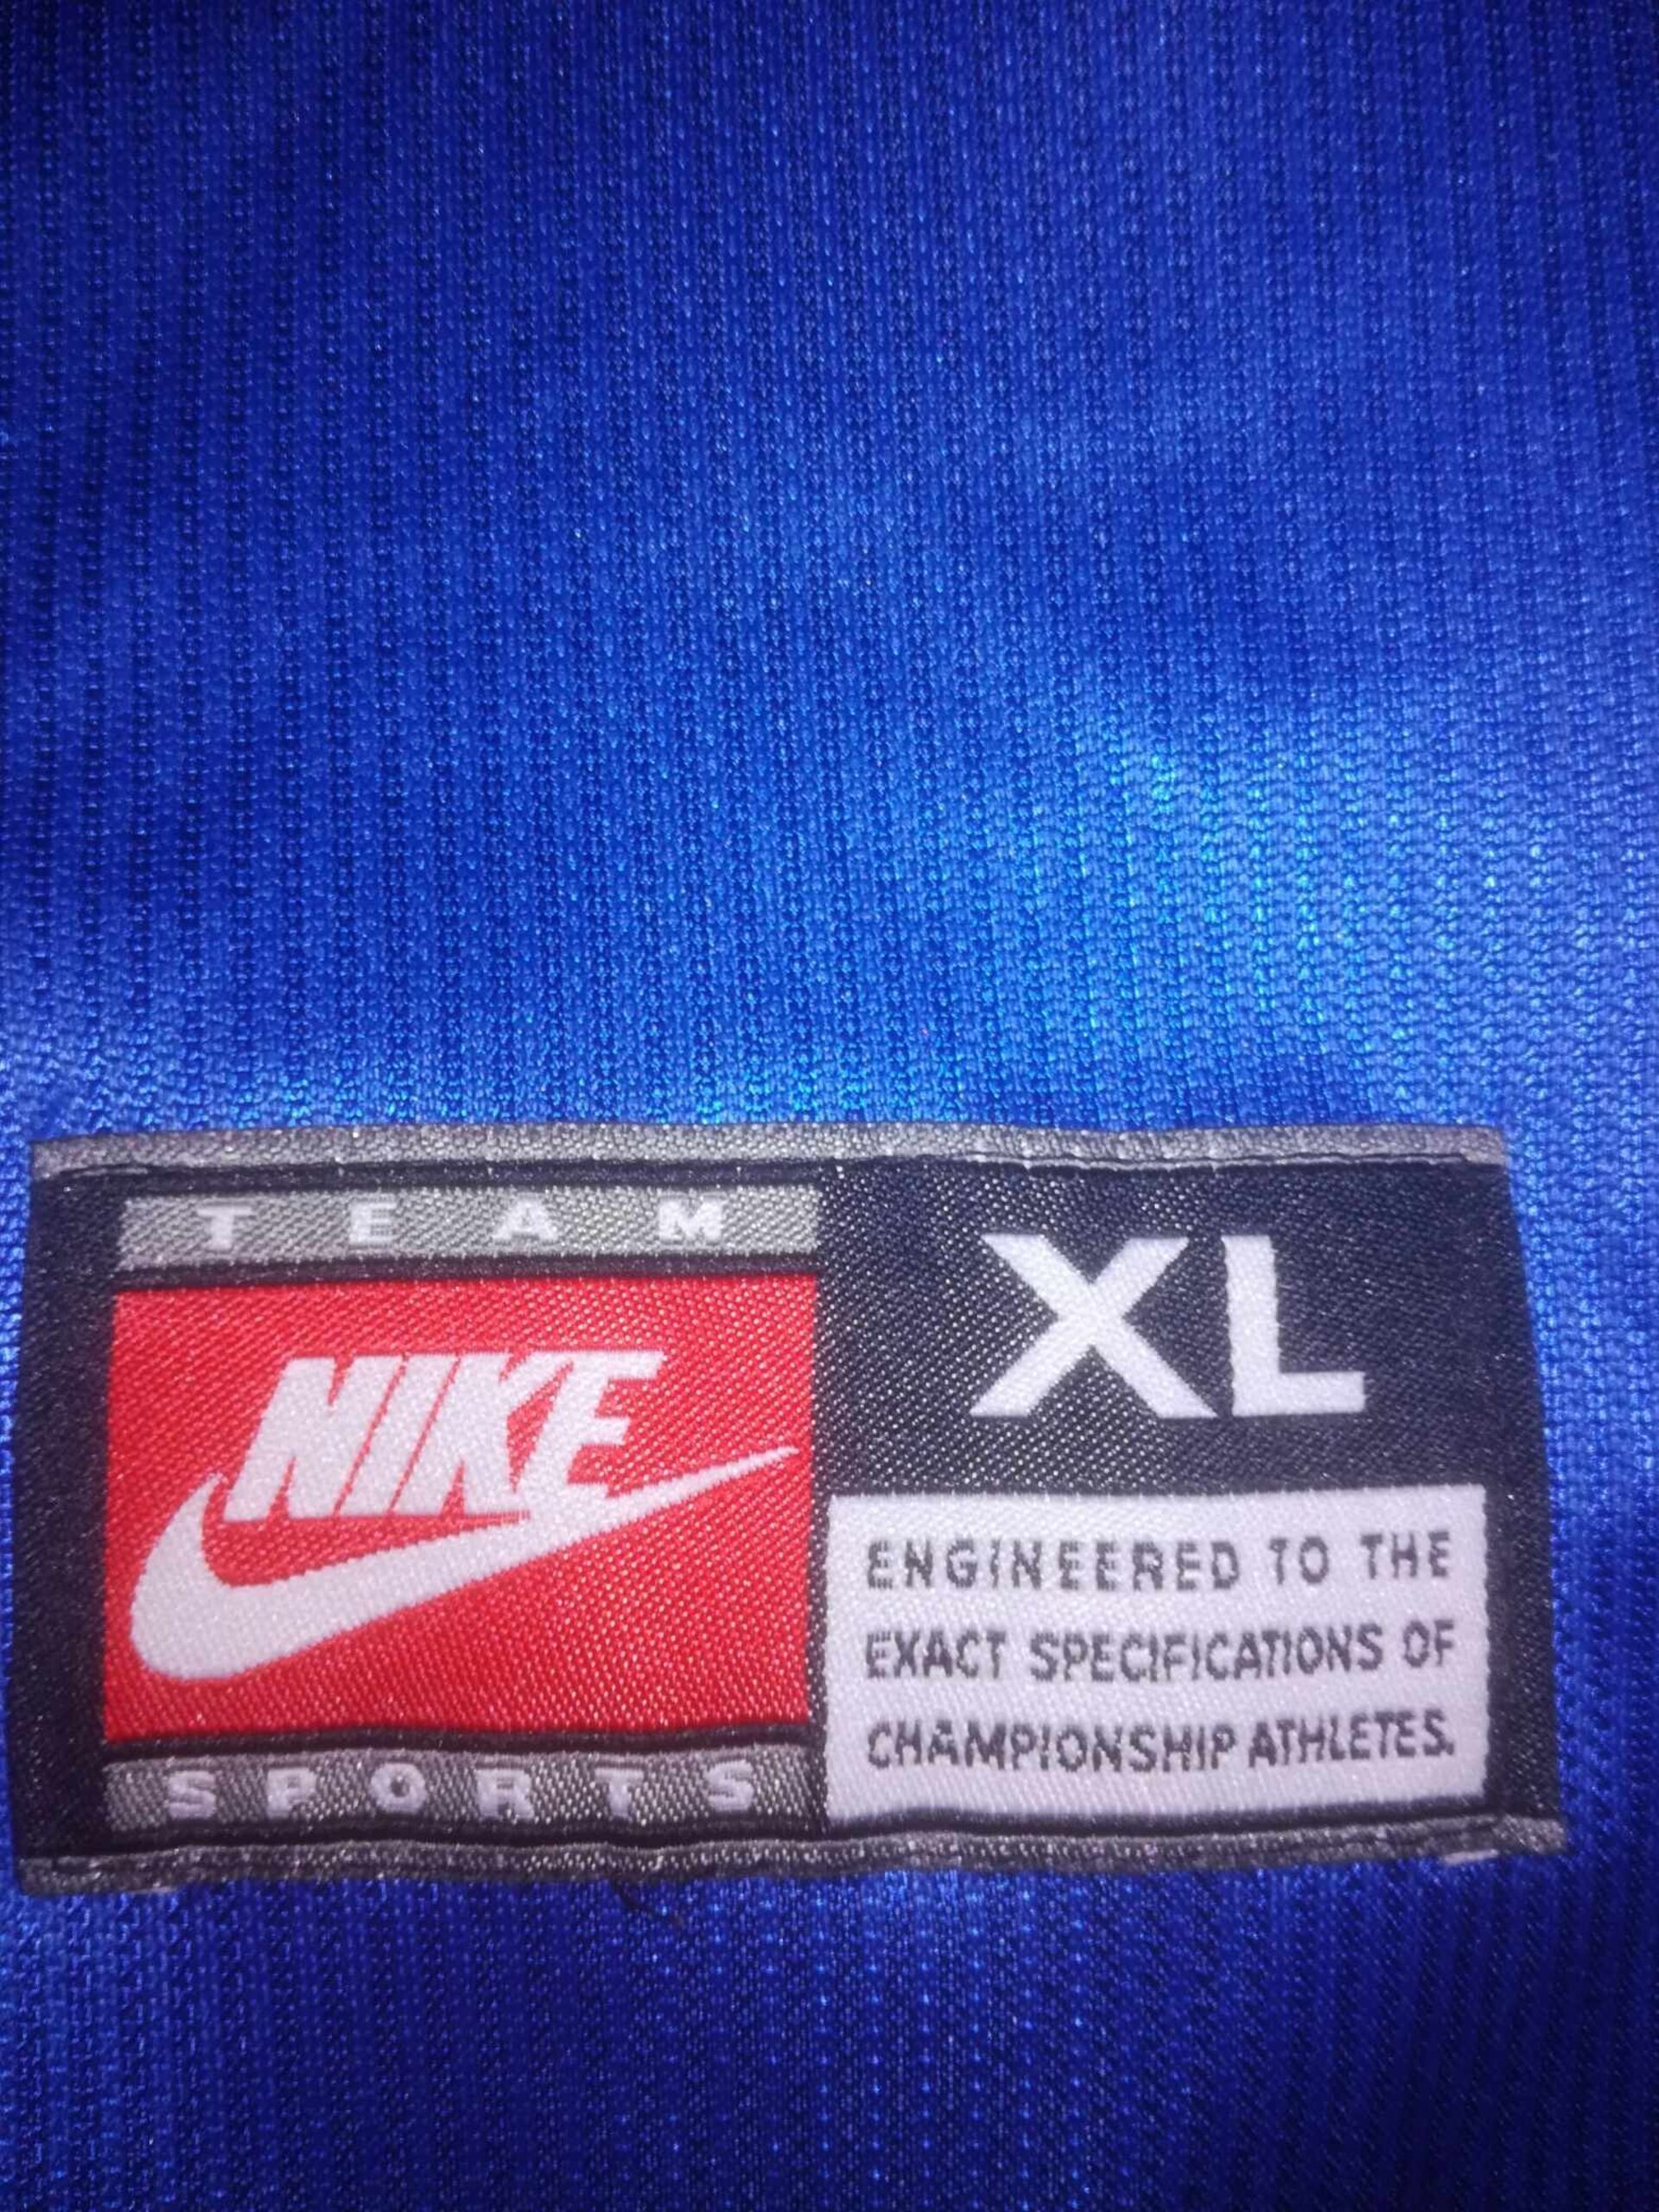 TEAM
NIKE
SPORTS
XL
ENGINEERED TO THE
EXACT SPECIFICATIONS OF
CHAMPIONSHIP ATHLETES.